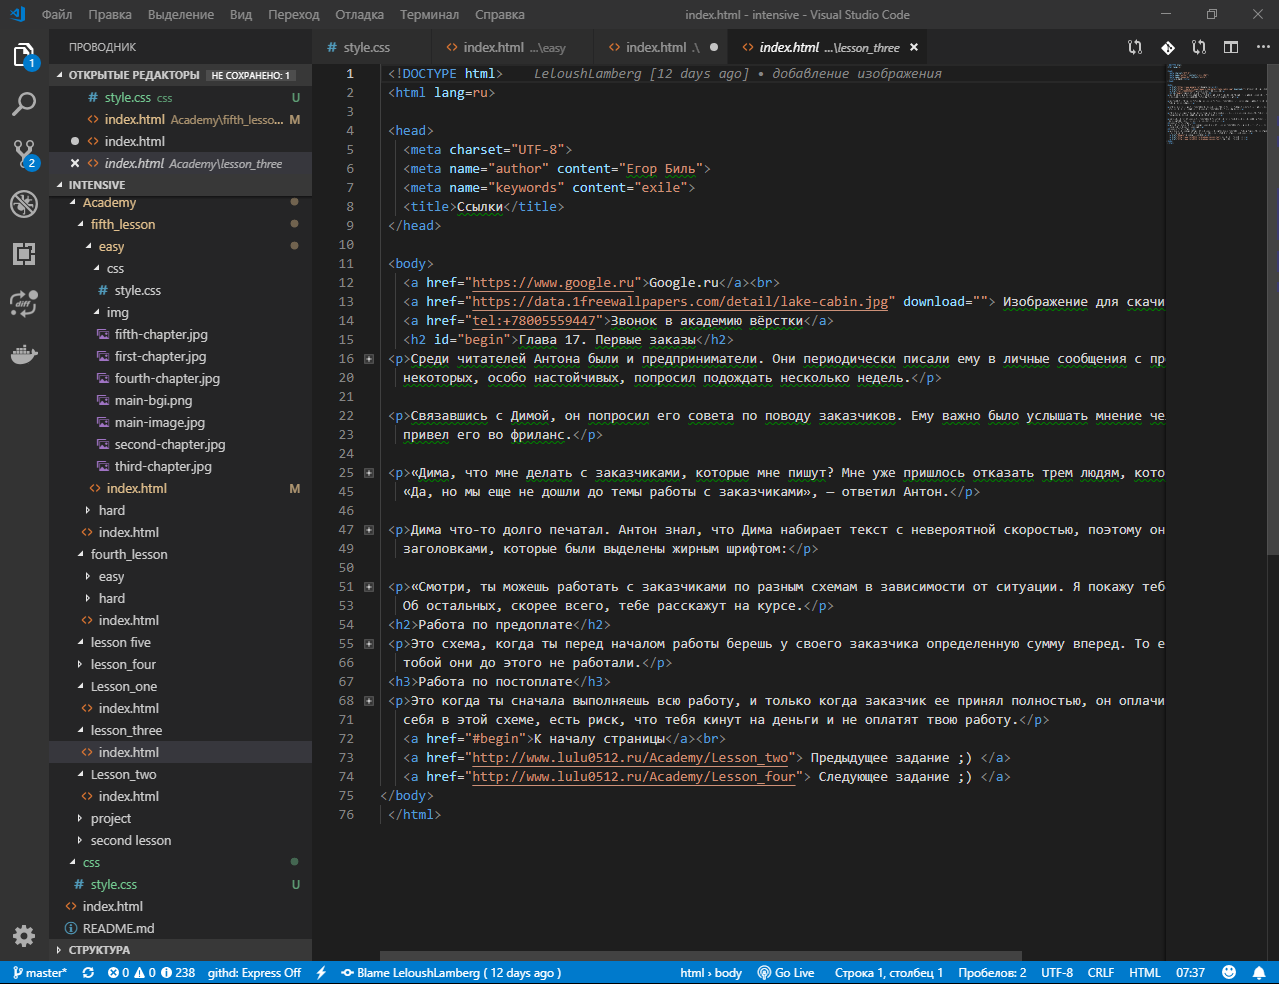 Файл Правка Выделение Вид Переход Отладка Терминал Справка index.html - intensive - Visual Studio Code
ПРОВОДНИК
style.css index.html ...\easy index.html .\ index.html ...\lesson_three
1
2
ОТКРЫТЫЕ РЕДАКТОРЫ НЕ СОХРАНЕНО: 1
# style.css css U
<> index.html Academy\fifth_lesso... M
<> index.html
<> index.html Academy\lesson_three
INTENSIVE
Academy
fifth_lesson
easy
css
# style.css
img
fifth-chapter.jpg
first-chapter.jpg
fourth-chapter.jpg
main-bgi.png
main-image.jpg
second-chapter.jpg
third-chapter.jpg
<> index.html M
hard
<> index.html
fourth_lesson
easy
hard
<> index.html
lesson five
lesson_four
Lesson_one
<> index.html
lesson_three
<> index.html
Lesson_two
<> index.html
project
second lesson
css
# style.css U
<> index.html
README.md
СТРУКТУРА
1 <!DOCTYPE html> LeloushLamberg [12 days ago] • добавление изображения
2 <html lang=ru>
3
4 <head>
5 <meta charset="UTF-8">
6 <meta name="author" content="Егор Биль">
7 <meta name="keywords" content="exile">
8 <title>Ссылки</title>
9 </head>
10
11 <body>
12 <a href="https://www.google.ru">Google.ru</a><br>
13 <a href="https://data.1freewallpapers.com/detail/lake-cabin.jpg" download=""> Изображение для скачи
14 <a href="tel:+78005559447">Звонок в академию вёрстки</a>
15 <h2 id="begin">Глава 17. Первые заказы</h2>
16 <p>Среди читателей Антона были и предприниматели. Они периодически писали ему в личные сообщения с пр
20 некоторых, особо настойчивых, попросил подождать несколько недель.</p>
21
22 <p>Связавшись с Димой, он попросил его совета по поводу заказчиков. Ему важно было услышать мнение че
23 привел его во фриланс.</p>
24
25 <p>«Дима, что мне делать с заказчиками, которые мне пишут? Мне уже пришлось отказать трем людям, кото
45 «Да, но мы еще не дошли до темы работы с заказчиками», — ответил Антон.</p>
46
47 <p>Дима что-то долго печатал. Антон знал, что Дима набирает текст с невероятной скоростью, поэтому он
49 заголовками, которые были выделены жирным шрифтом:</p>
50
51 <p>«Смотри, ты можешь работать с заказчиками по разным схемам в зависимости от ситуации. Я покажу теб
53 Об остальных, скорее всего, тебе расскажут на курсе.</p>
54 <h2>Работа по предоплате</h2>
55 <p>Это схема, когда ты перед началом работы берешь у своего заказчика определенную сумму вперед. То е
66 тобой они до этого не работали.</p>
67 <h3>Работа по постоплате</h3>
68 <p>Это когда ты сначала выполняешь всю работу, и только когда заказчик ее принял полностью, он оплачи
71 себя в этой схеме, есть риск, что тебя кинут на деньги и не оплатят твою работу.</p>
72 <a href="#begin">К началу страницы</a><br>
73 <a href="http://www.lulu0512.ru/Academy/Lesson_two"> Предыдущее задание ;) </a>
74 <a href="http://www.lulu0512.ru/Academy/Lesson_four"> Следующее задание ;) </a>
75 </body>
76 </html>
master* 0 0 238 githd: Express Off Blame LeloushLamberg ( 12 days ago ) html › body Go Live Строка 1, столбец 1 Пробелов: 2 UTF-8 CRLF HTML 07:37